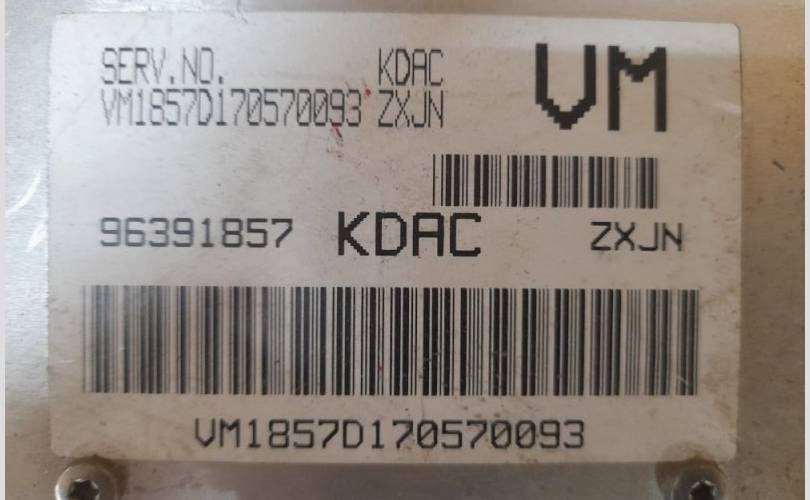 SERV.NO. KDAC
VM1857D170570093 ZXJN
VM
96391857 KDAC ZXJN
VM1857D170570093